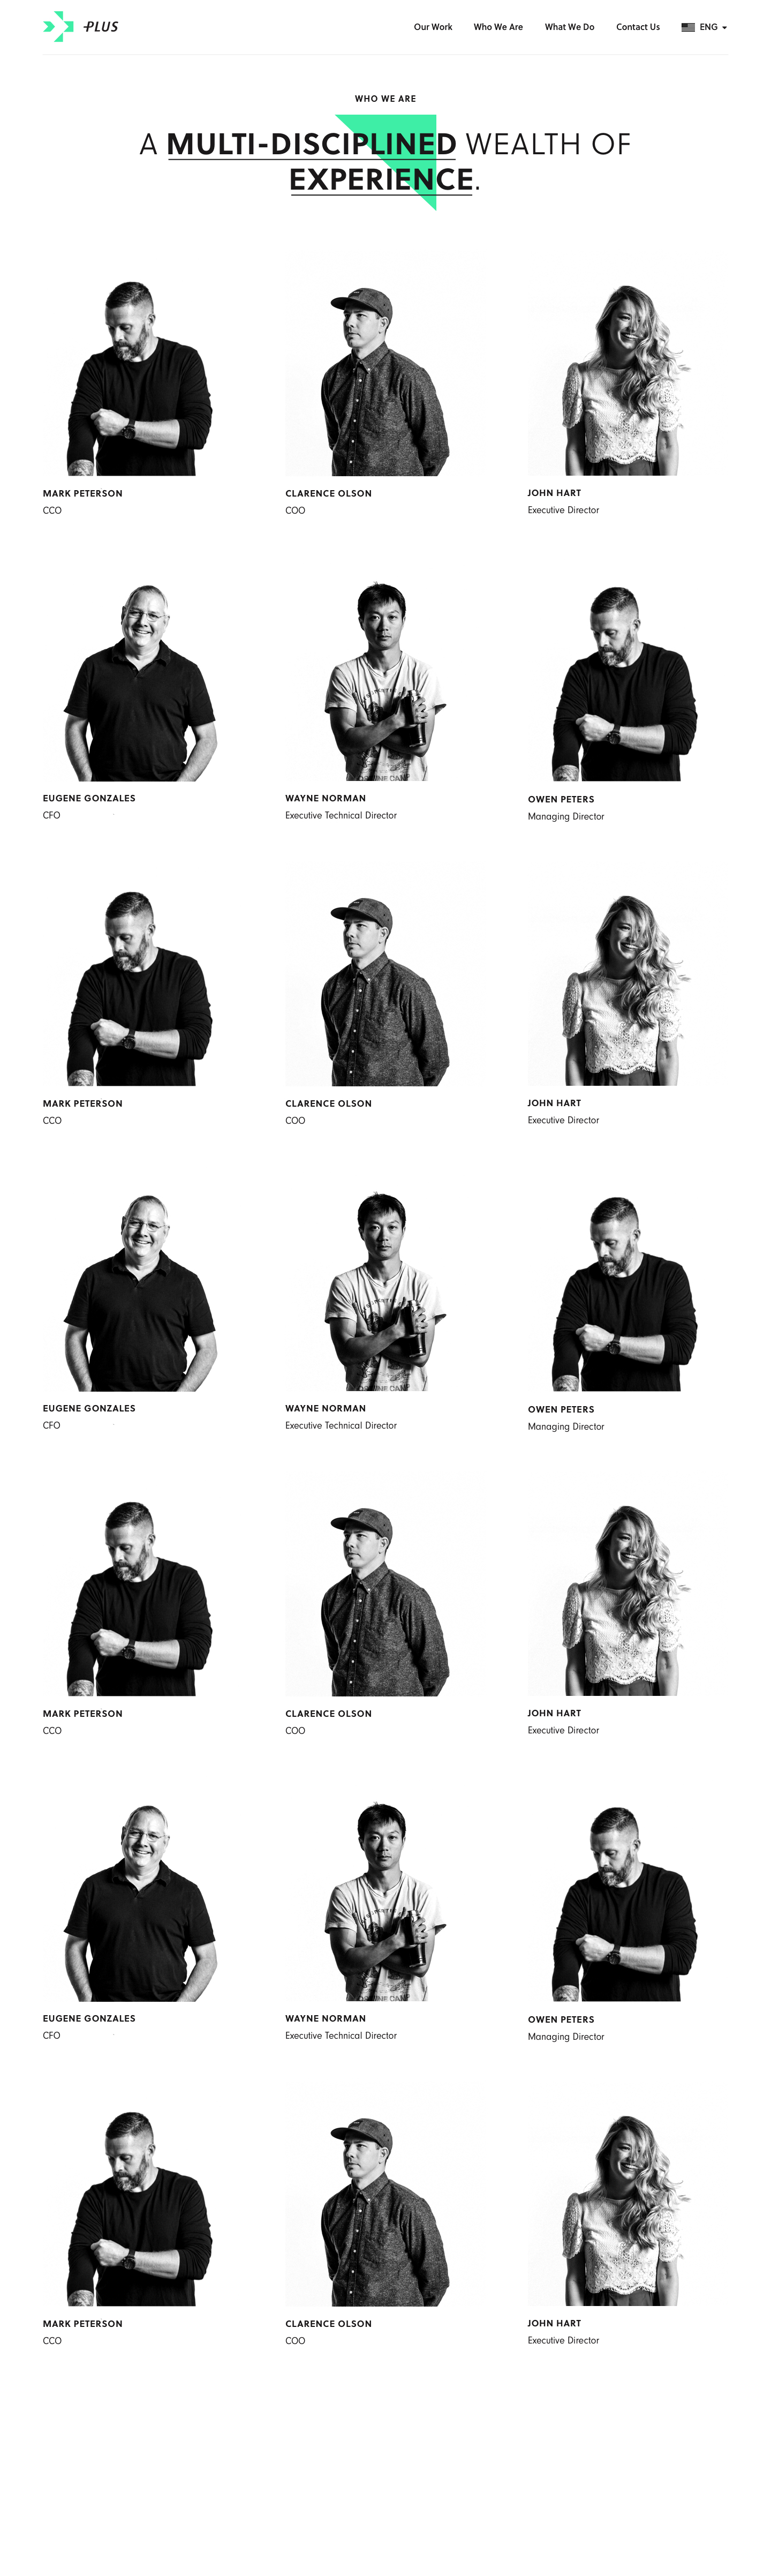 PLUS
Our Work
Who We Are
What We Do
Contact Us
ENG
WHO WE ARE
A MULTI-DISCIPLINED WEALTH OF
EXPERIENCE.
MARK PETERSON
CCO
CLARENCE OLSON
COO
JOHN HART
Executive Director
EUGENE GONZALES
CFO
WAYNE NORMAN
Executive Technical Director
OWEN PETERS
Managing Director
MARK PETERSON
CCO
CLARENCE OLSON
COO
JOHN HART
Executive Director
EUGENE GONZALES
CFO
WAYNE NORMAN
Executive Technical Director
OWEN PETERS
Managing Director
MARK PETERSON
CCO
CLARENCE OLSON
COO
JOHN HART
Executive Director
EUGENE GONZALES
CFO
WAYNE NORMAN
Executive Technical Director
OWEN PETERS
Managing Director
MARK PETERSON
CCO
CLARENCE OLSON
COO
JOHN HART
Executive Director